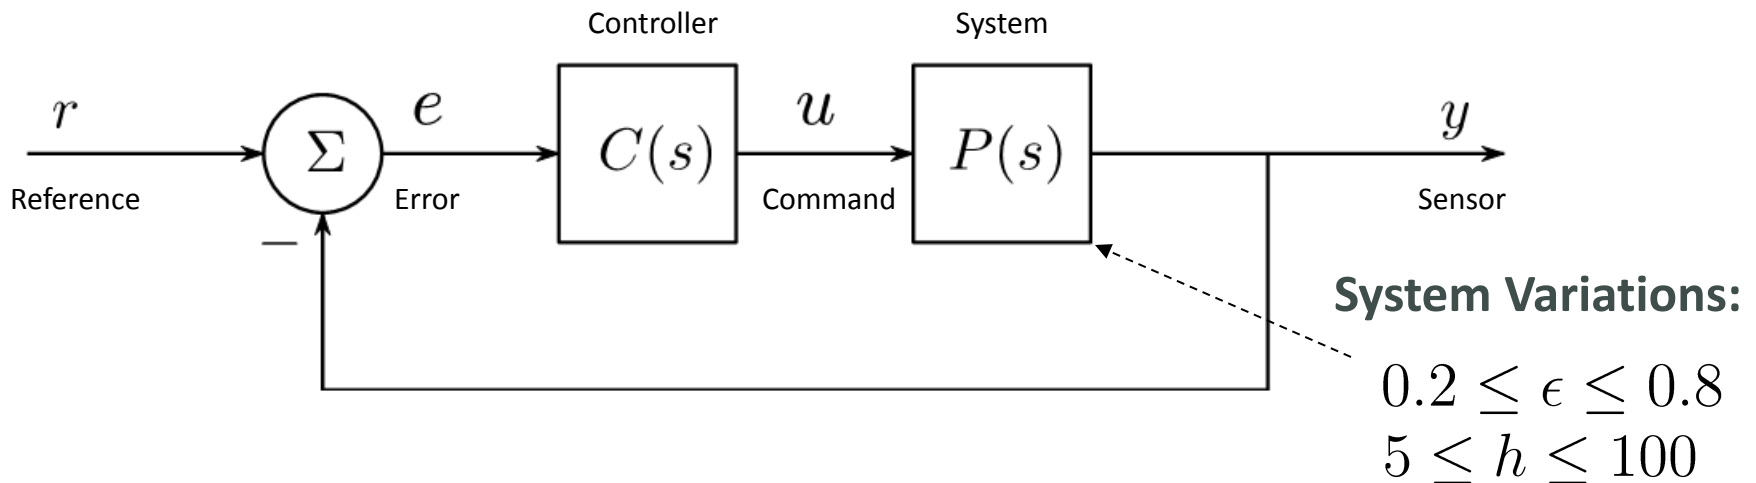 Controller
System
r
Σ
e
C(s)
u
P(s)
y
Reference
Error
Command
Sensor
−
System Variations:
0.2 ≤ ϵ ≤ 0.8
5 ≤ h ≤ 100